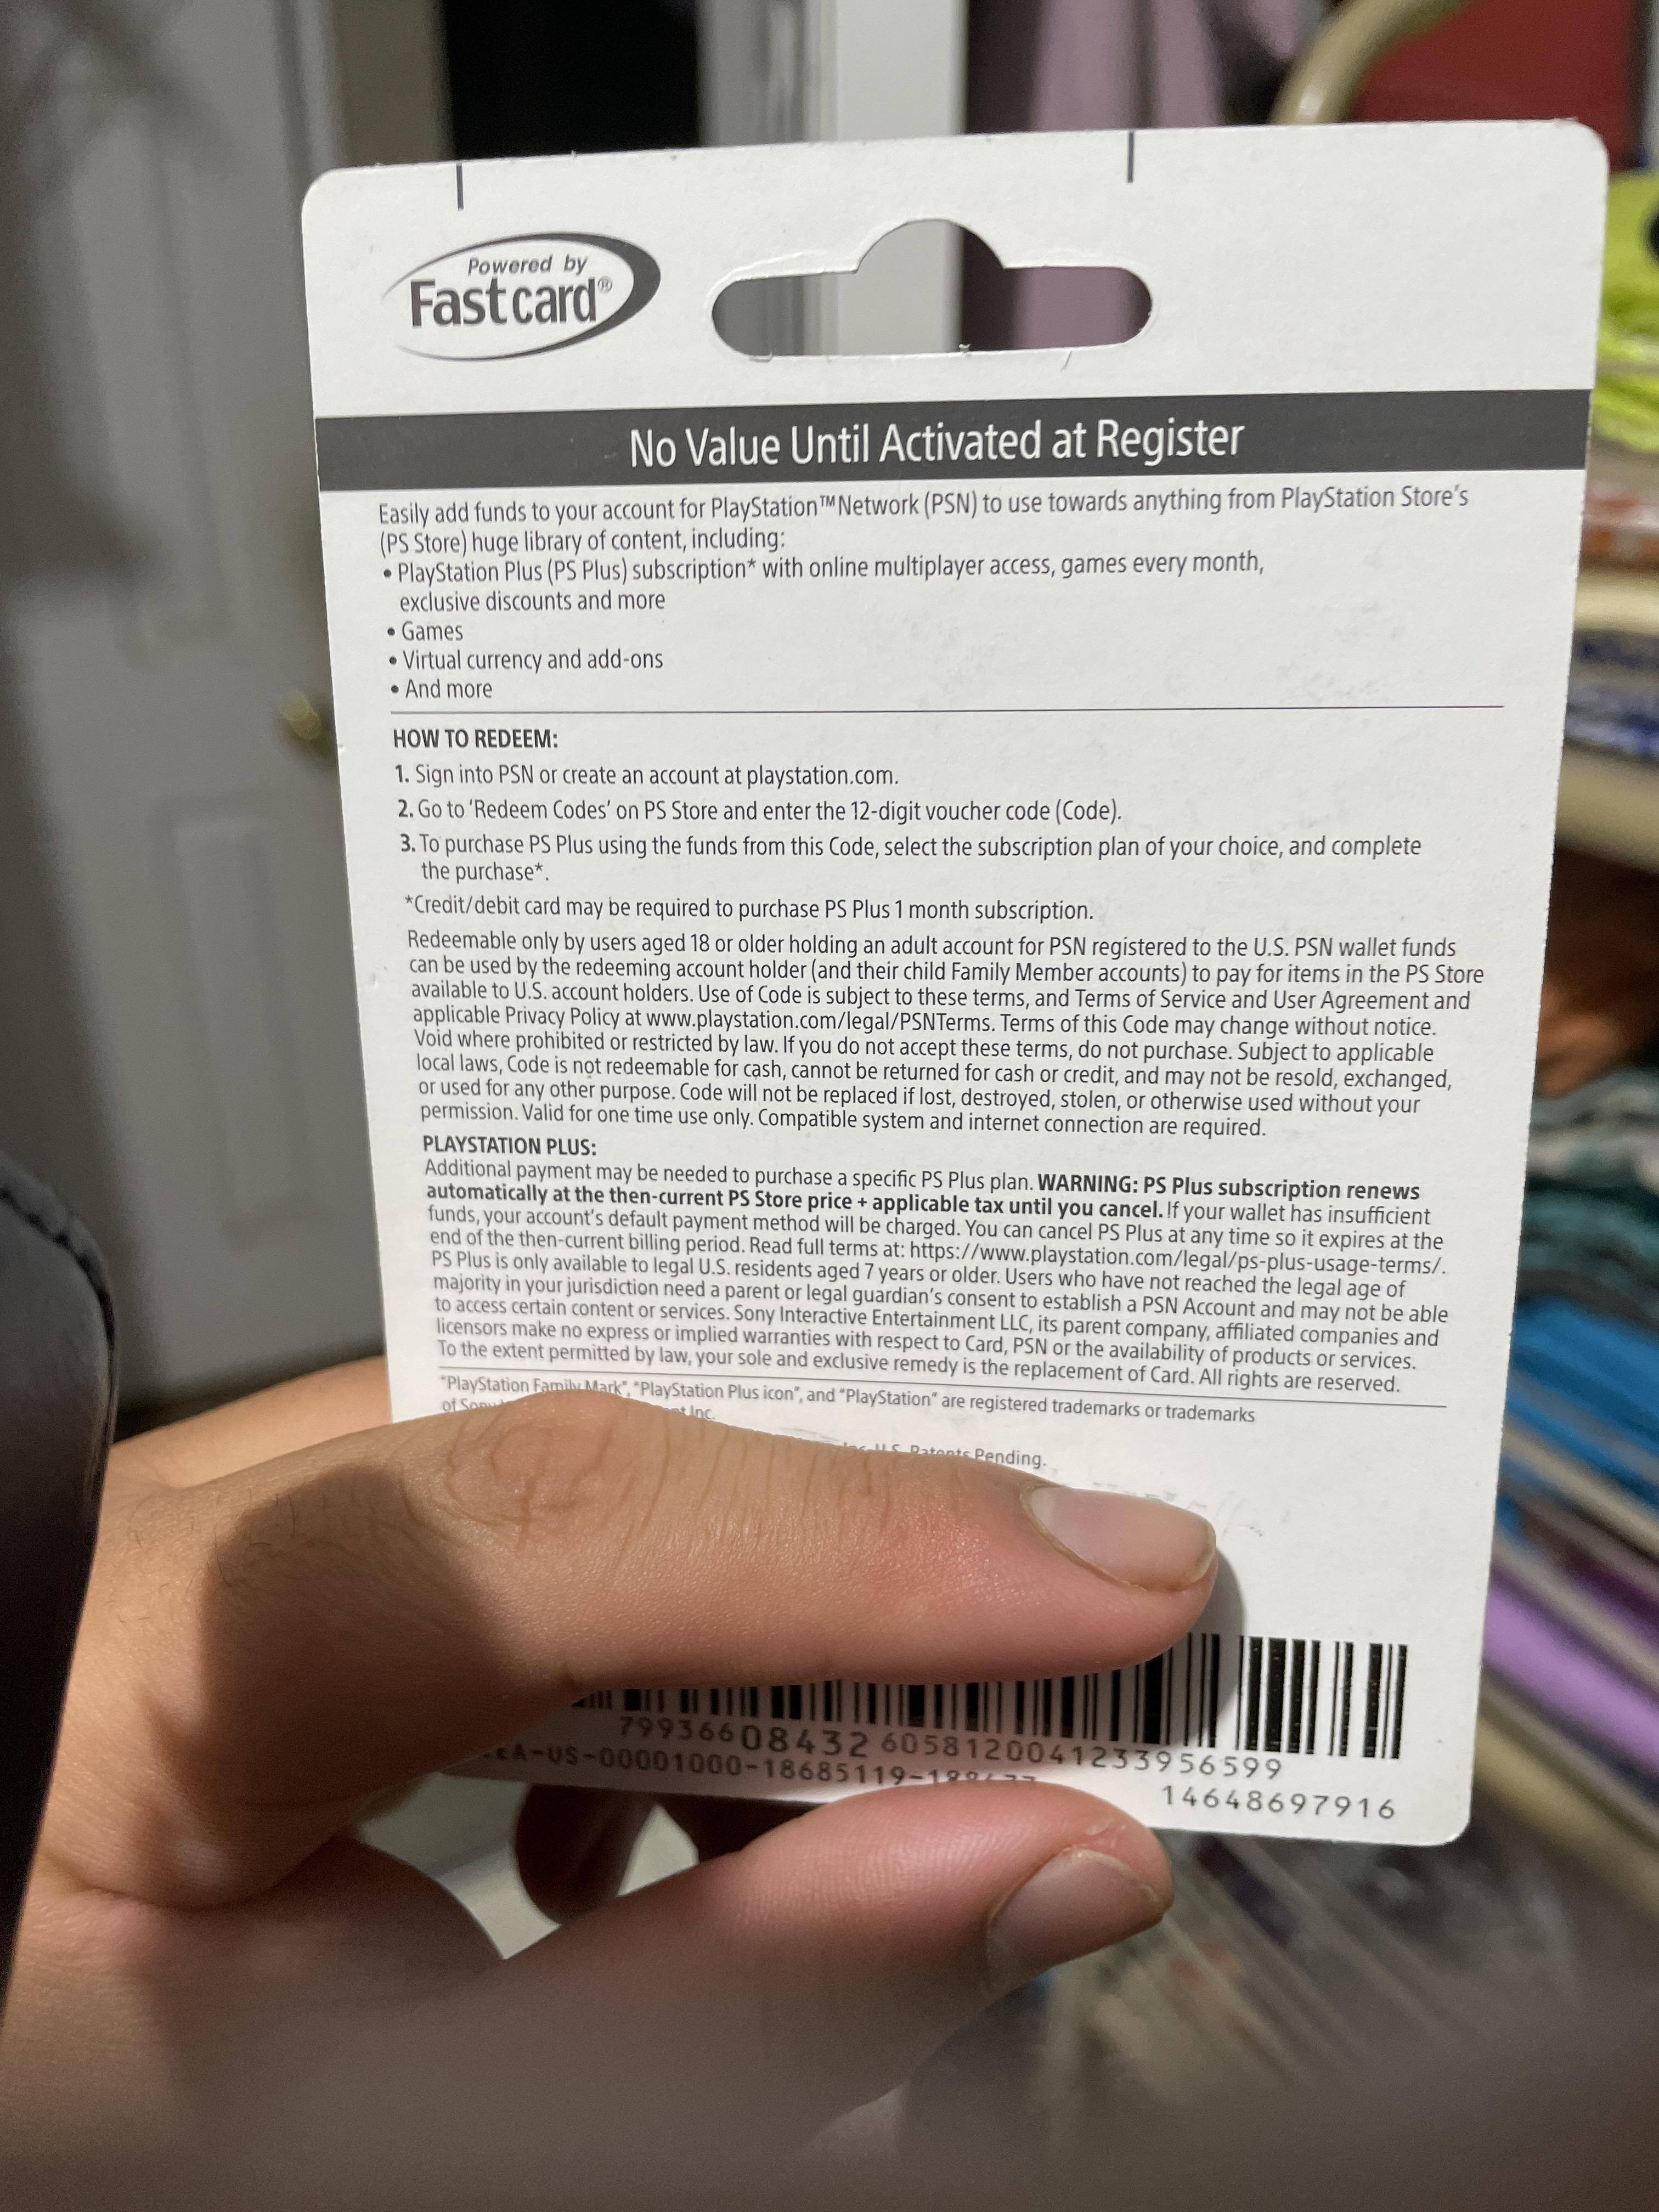 Powered by
Fastcard®
No Value Until Activated at Register
Easily add funds to your account for PlayStation™Network (PSN) to use towards anything from PlayStation Store's
(PS Store) huge library of content, including:
• PlayStation Plus (PS Plus) subscription* with online multiplayer access, games every month,
exclusive discounts and more
• Games
• Virtual currency and add-ons
• And more
HOW TO REDEEM:
1. Sign into PSN or create an account at playstation.com.
2. Go to 'Redeem Codes' on PS Store and enter the 12-digit voucher code (Code).
3. To purchase PS Plus using the funds from this Code, select the subscription plan of your choice, and complete
the purchase*.
*Credit/debit card may be required to purchase PS Plus 1 month subscription.
Redeemable only by users aged 18 or older holding an adult account for PSN registered to the U.S. PSN wallet funds
can be used by the redeeming account holder (and their child Family Member accounts) to pay for items in the PS Store
available to U.S. account holders. Use of Code is subject to these terms, and Terms of Service and User Agreement and
applicable Privacy Policy at www.playstation.com/legal/PSNTerms. Terms of this Code may change without notice.
Void where prohibited or restricted by law. If you do not accept these terms, do not purchase. Subject to applicable
local laws, Code is not redeemable for cash, cannot be returned for cash or credit, and may not be resold, exchanged,
or used for any other purpose. Code will not be replaced if lost, destroyed, stolen, or otherwise used without your
permission. Valid for one time use only. Compatible system and internet connection are required.
PLAYSTATION PLUS:
Additional payment may be needed to purchase a specific PS Plus plan. WARNING: PS Plus subscription renews
automatically at the then-current PS Store price + applicable tax until you cancel. If your wallet has insufficient
funds, your account's default payment method will be charged. You can cancel PS Plus at any time so it expires at the
end of the then-current billing period. Read full terms at: https://www.playstation.com/legal/ps-plus-usage-terms/.
PS Plus is only available to legal U.S. residents aged 7 years or older. Users who have not reached the legal age of
majority in your jurisdiction need a parent or legal guardian's consent to establish a PSN Account and may not be able
to access certain content or services. Sony Interactive Entertainment LLC, its parent company, affiliated companies and
licensors make no express or implied warranties with respect to Card, PSN or the availability of products or services.
To the extent permitted by law, your sole and exclusive remedy is the replacement of Card. All rights are reserved.
"PlayStation Family Mark", "PlayStation Plus icon", and "PlayStation" are registered trademarks or trademarks
of Inc.
U.S. Patents Pending.
79936608432 6058120041233956599
EA-US-00001000-18685119-
14648697916